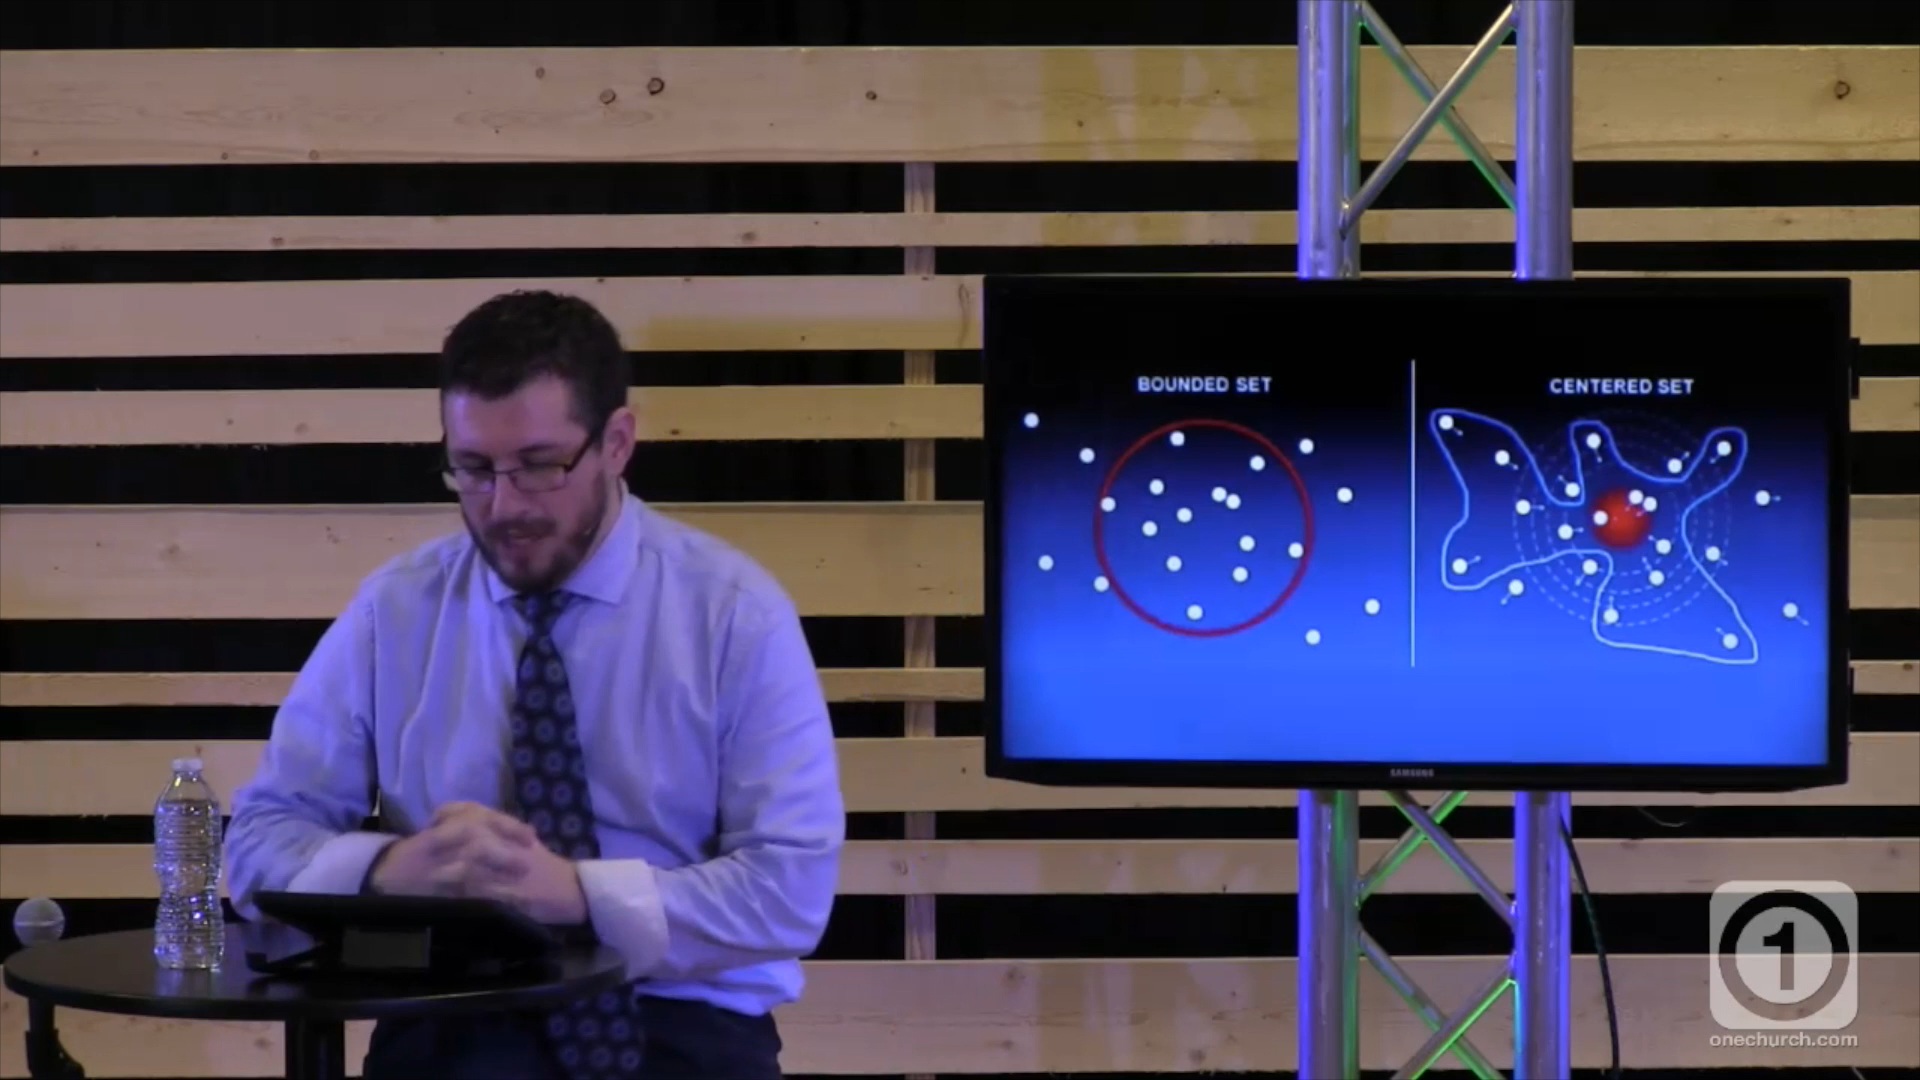 BOUNDED SET
CENTERED SET
SAMSUNG
1
onechurch.com